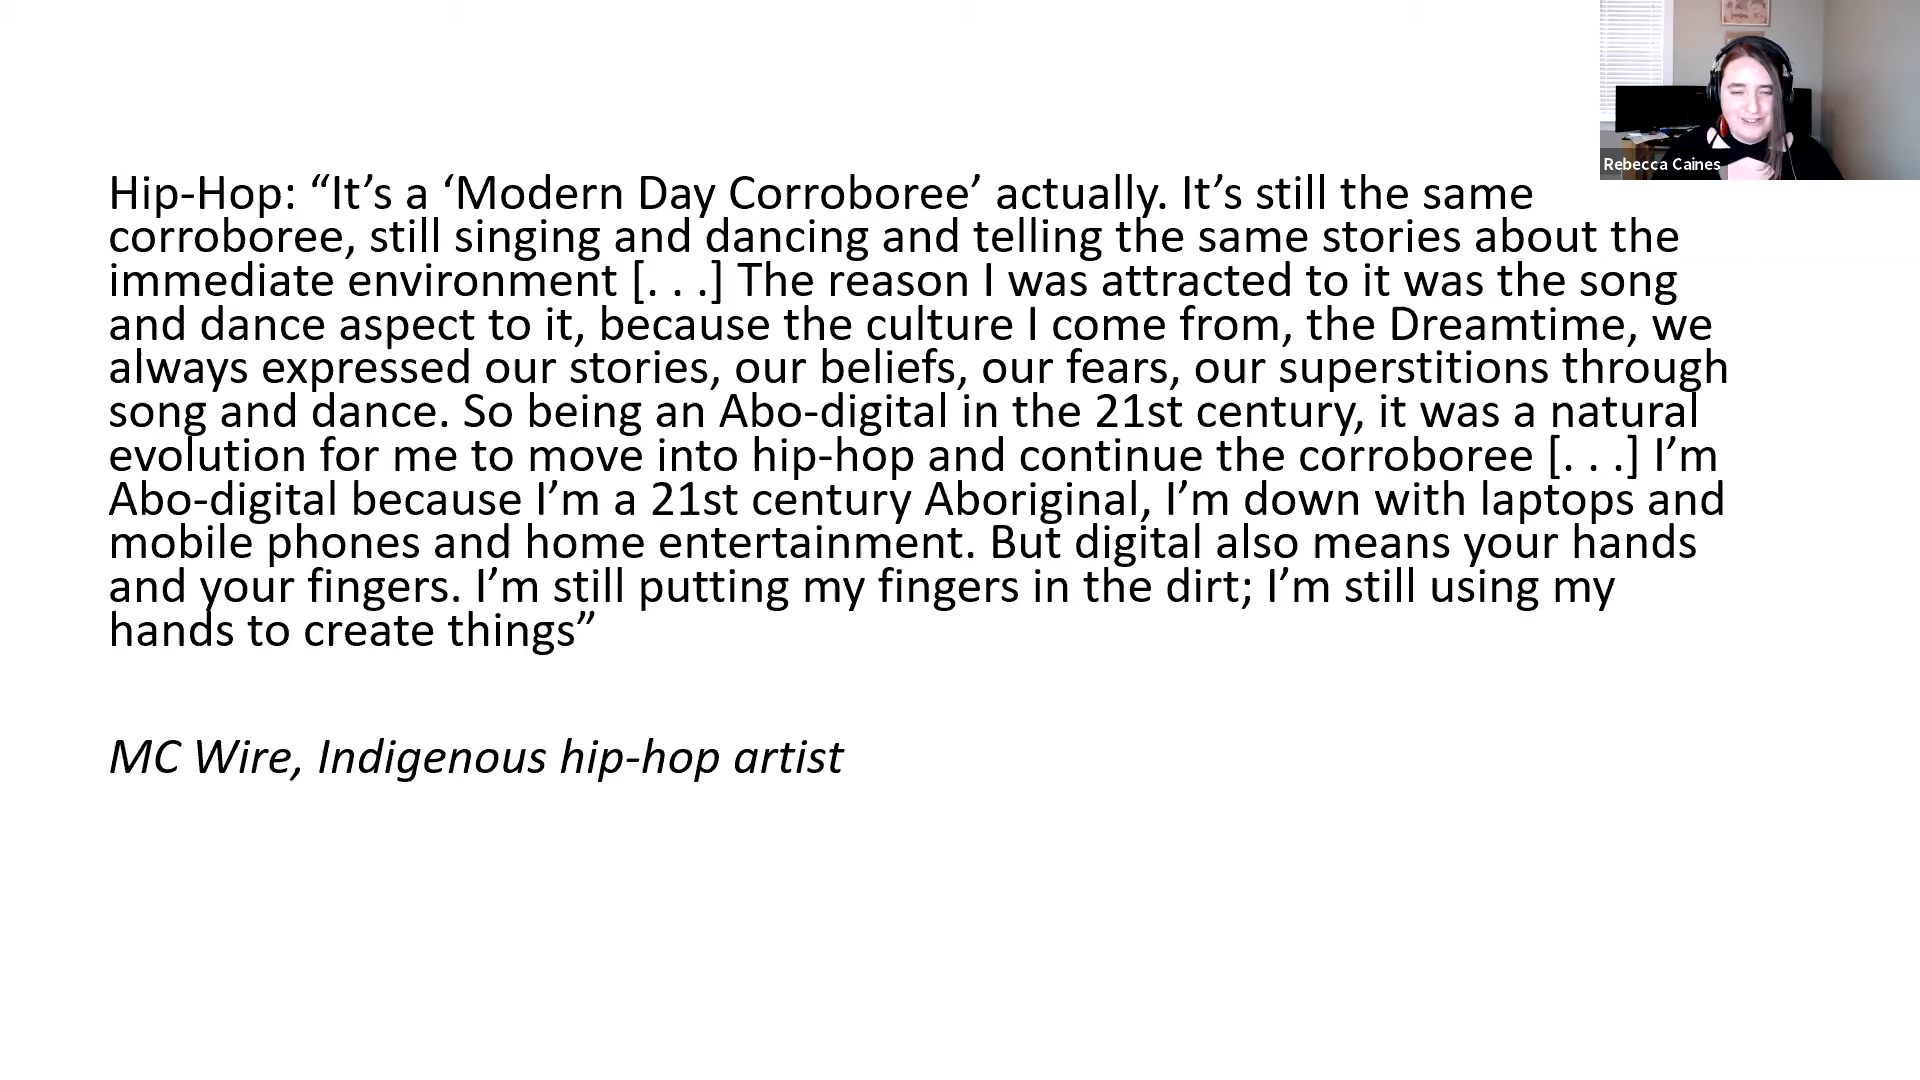 Rebecca Caines
Hip-Hop: “It’s a ‘Modern Day Corroboree’ actually. It’s still the same
corroboree, still singing and dancing and telling the same stories about the
immediate environment [. . .] The reason I was attracted to it was the song
and dance aspect to it, because the culture I come from, the Dreamtime, we
always expressed our stories, our beliefs, our fears, our superstitions through
song and dance. So being an Abo-digital in the 21st century, it was a natural
evolution for me to move into hip-hop and continue the corroboree [. . .] I’m
Abo-digital because I’m a 21st century Aboriginal, I’m down with laptops and
mobile phones and home entertainment. But digital also means your hands
and your fingers. I’m still putting my fingers in the dirt; I’m still using my
hands to create things”
MC Wire, Indigenous hip-hop artist